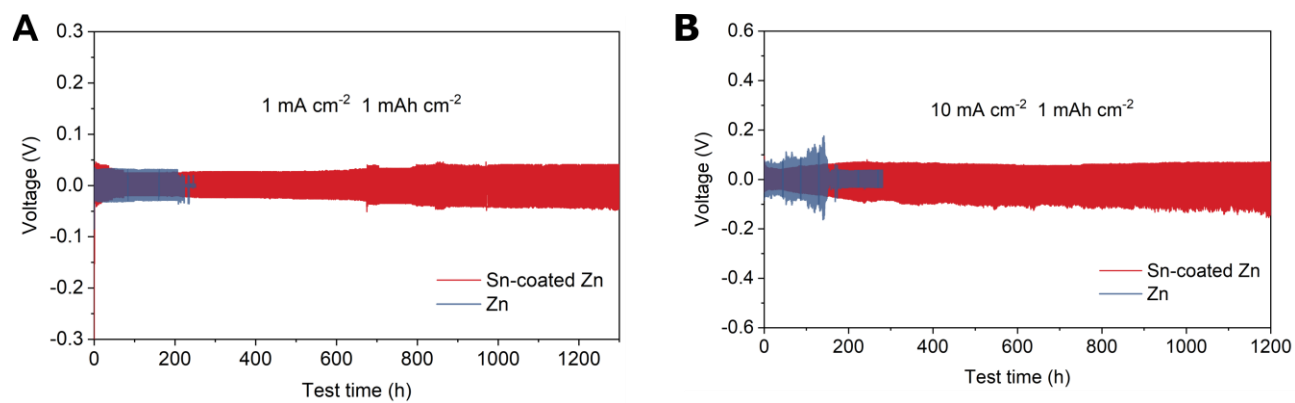 A
0.3
0.2
0.1
0.0
-0.1
-0.2
-0.3
Voltage (V)
1 mA cm⁻² 1 mAh cm⁻²
Sn-coated Zn
Zn
0 200 400 600 800 1000 1200
Test time (h)
B
0.6
0.4
0.2
0.0
-0.2
-0.4
-0.6
Voltage (V)
10 mA cm⁻² 1 mAh cm⁻²
Sn-coated Zn
Zn
0 200 400 600 800 1000 1200
Test time (h)